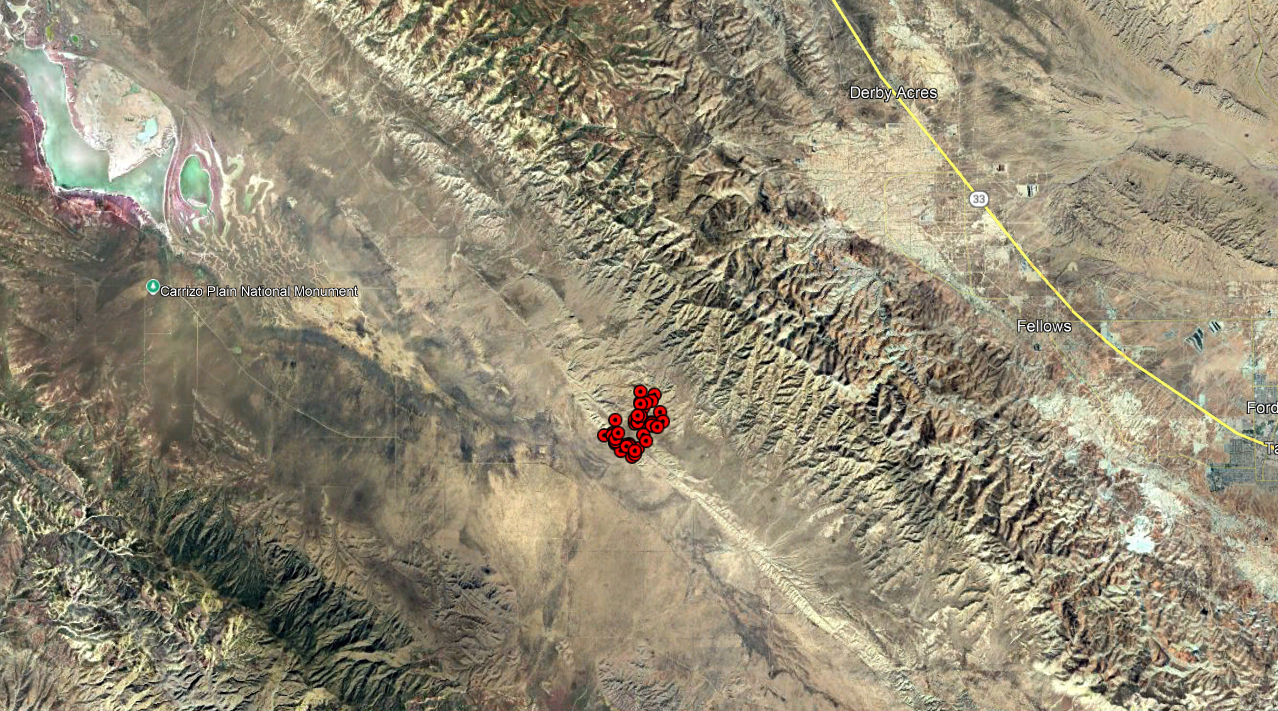 Derby Acres
33
Carrizo Plain National Monument
Fellows
Ford
Ta